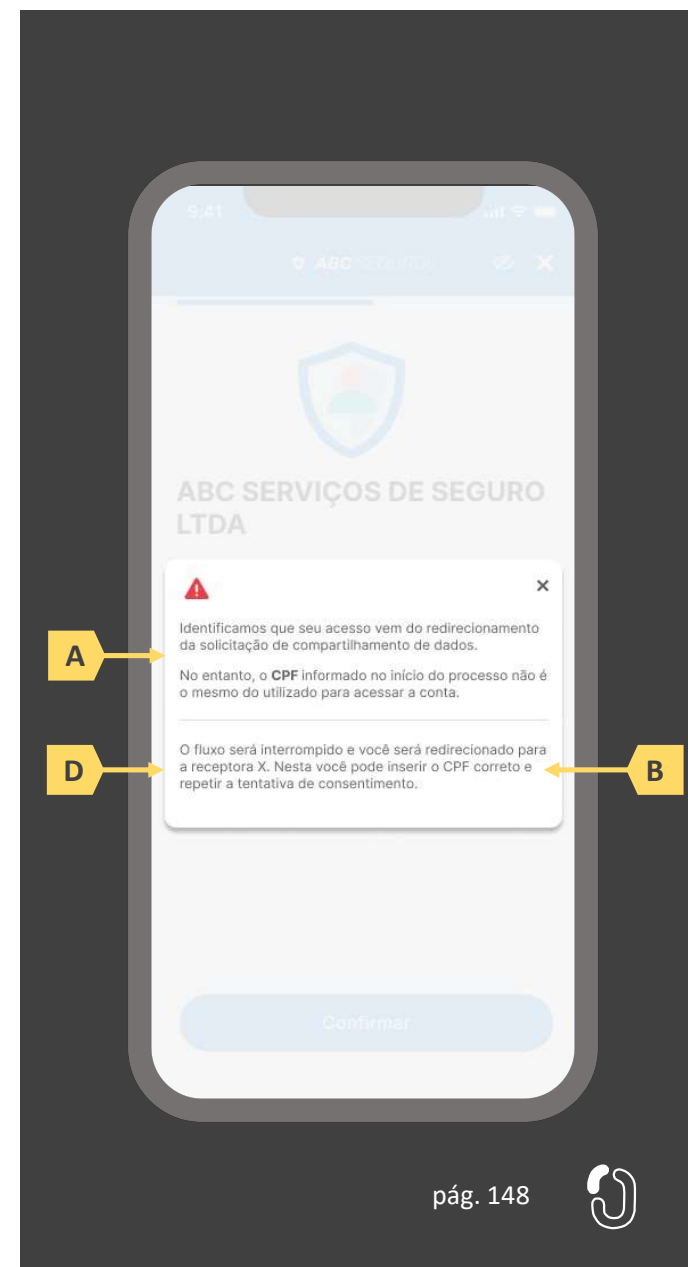 9:41
ABC SEGUROS
ABC SERVIÇOS DE SEGURO
LTDA
Identificamos que seu acesso vem do redirecionamento
da solicitação de compartilhamento de dados.
A
No entanto, o CPF informado no início do processo não é
o mesmo do utilizado para acessar a conta.
O fluxo será interrompido e você será redirecionado para
D
a receptora X. Nesta você pode inserir o CPF correto e
B
repetir a tentativa de consentimento.
Confirmar
pág. 148